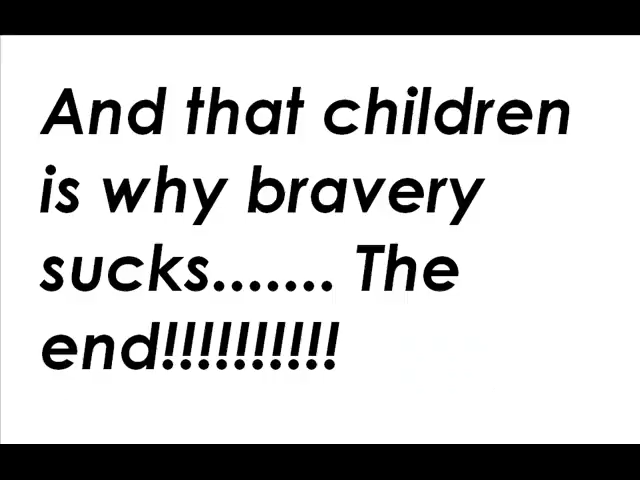 And that children
is why bravery
sucks....... The
end!!!!!!!!!!